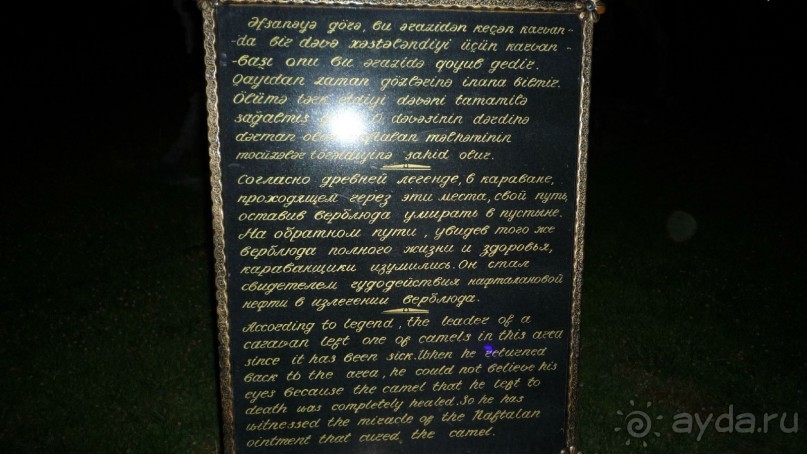 Əfsanəyə görə, bu ərazidən keçən karvan-
-da bir dəvə xəstələndiyi üçün karvan-
-başı onu bu ərazidə qoyub gedir.
Qayıdan zaman gözlərinə inana bilmir.
Ölümə tərk etdiyi dəvəni tamamilə
sağalmış dəvəsinin dərdinə
dərman olan Naftalan məlhəminin
möcüzələr şahid olur.
Согласно древней легенде, в караване,
проходящем через эти места, свой путь,
оставив верблюда умирать в пустыне.
На обратном пути, увидев того же
верблюда полного жизни и здоровья,
караванщики изумились. Он стал
свидетелем чудодействия нафталановой
нефти в излечении верблюда.
According to legend, the leader of a
caravan left one of camels in this area
since it has been sick. When he returned
back to the area, he could not believe his
eyes because the camel that he left to
death was completely healed. So he has
witnessed the miracle of the Naftalan
ointment that cured, the camel.
ayda.ru